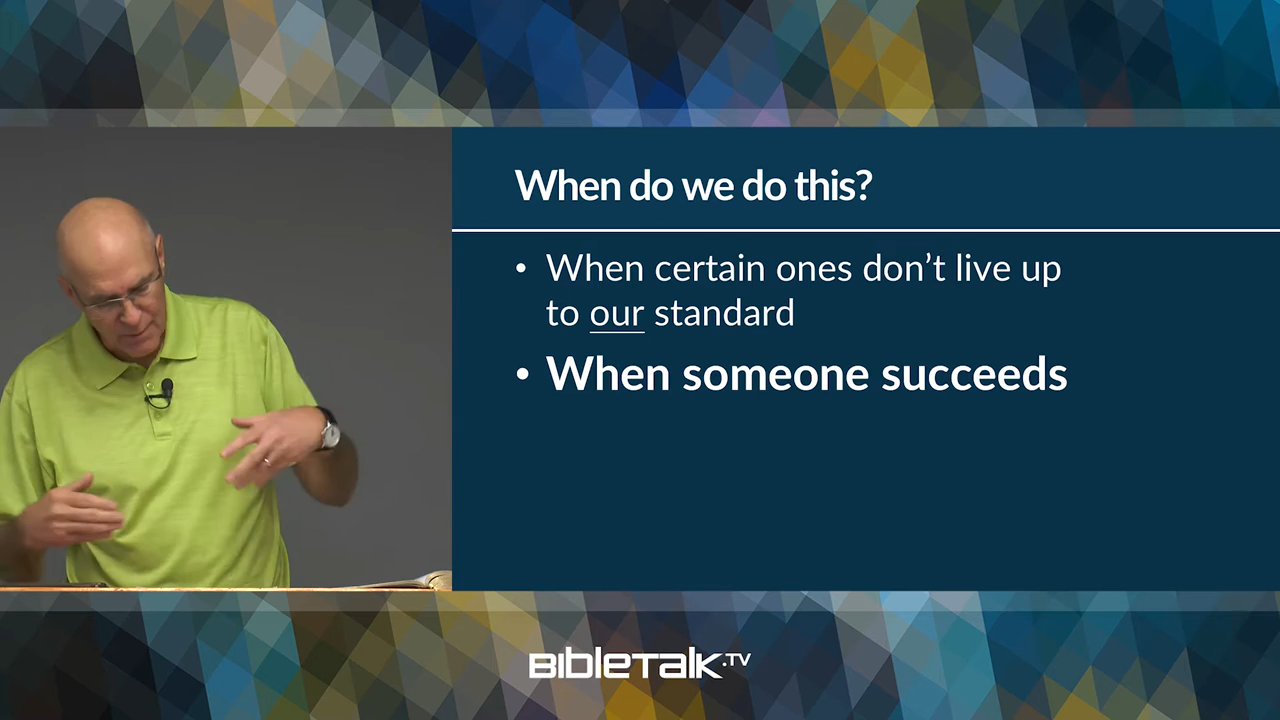 When do we do this?
• When certain ones don’t live up
to our standard
• When someone succeeds
BIBLETALK.TV